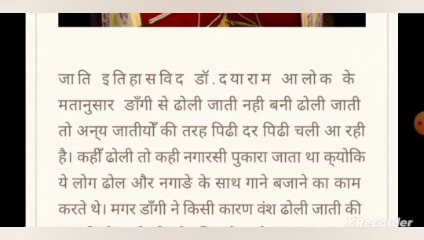 जाति इतिहासविद डॉ.दयाराम आलोक के
मतानुसार डाँगी से ढोली जाती नही बनी ढोली जाती
तो अन्य जातीयोँ की तरह पिढी दर पिढी चली आ रही
है। कहीँ ढोली तो कही नगारसी पुकारा जाता था क्योकि
ये लोग ढोल और नगाङे के साथ गाने बजाने का काम
करते थे। मगर डाँगी ने किसी कारण वंश ढोली जाती की
XRecorder